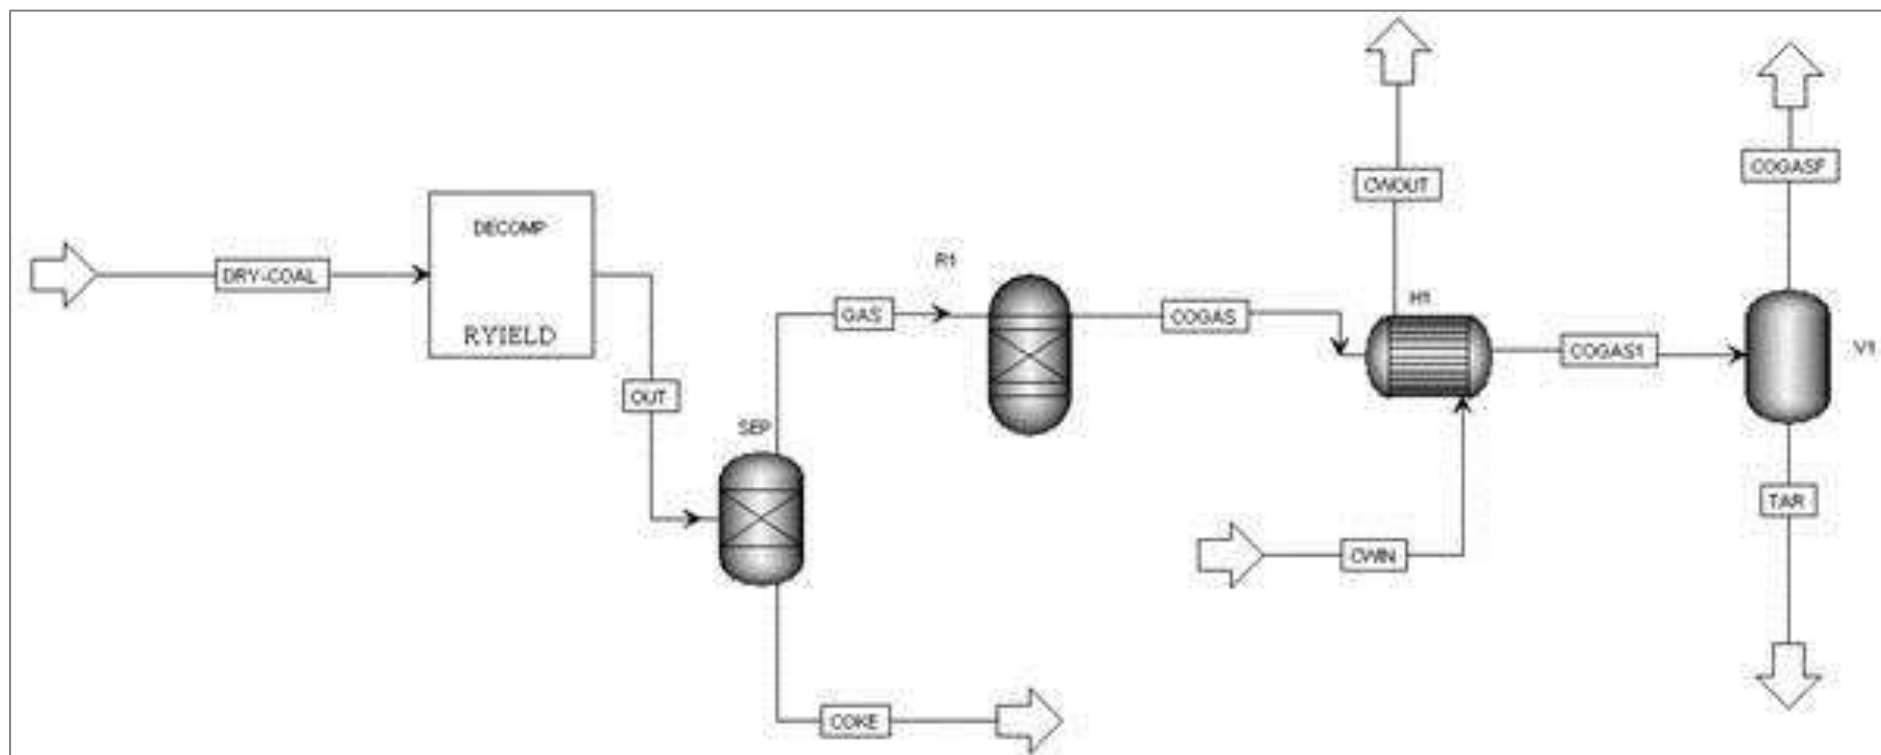 DRY-COAL
DECOMP
RYIELD
OUT
SEP
GAS
COKE
R1
COGAS
CWOUT
H1
CWIN
COGAS1
COGASF
V1
TAR